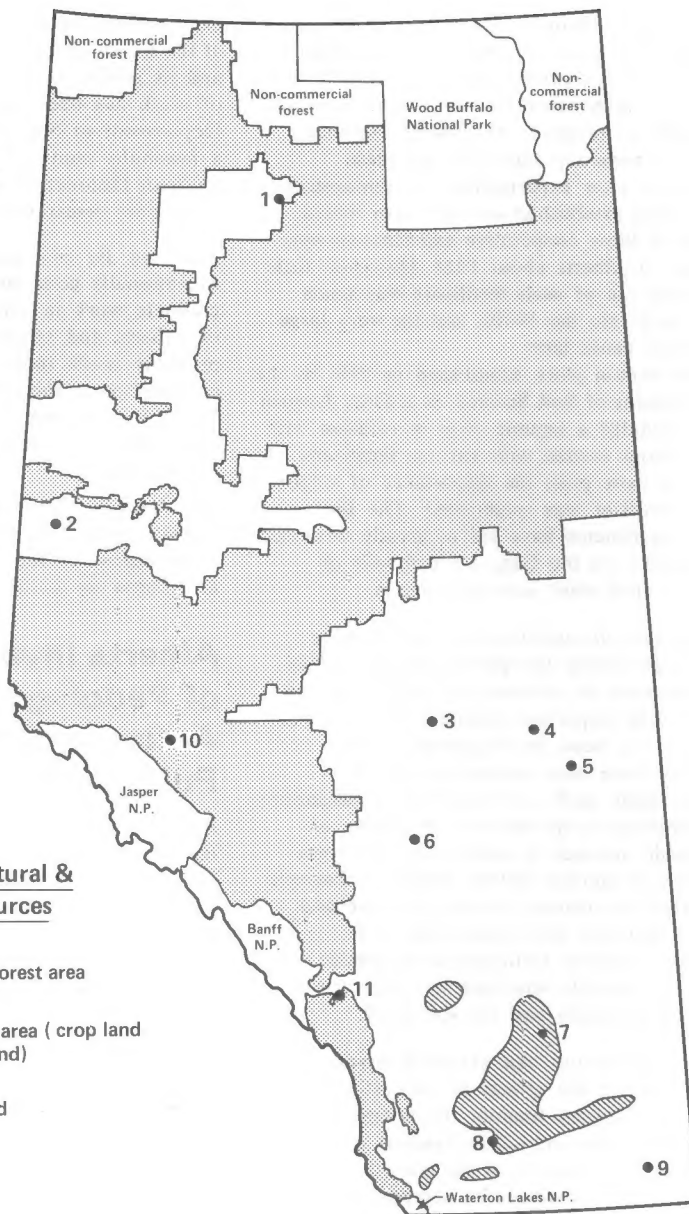 Non-commercial
forest
Non-commercial
forest
Wood Buffalo
National Park
Non-
commercial
forest
1
2
3
4
5
10
Jasper
N.P.
6
tural &
urces
Banff
N.P.
orest area
11
area ( crop land
nd)
7
d
8
9
Waterton Lakes N.P.